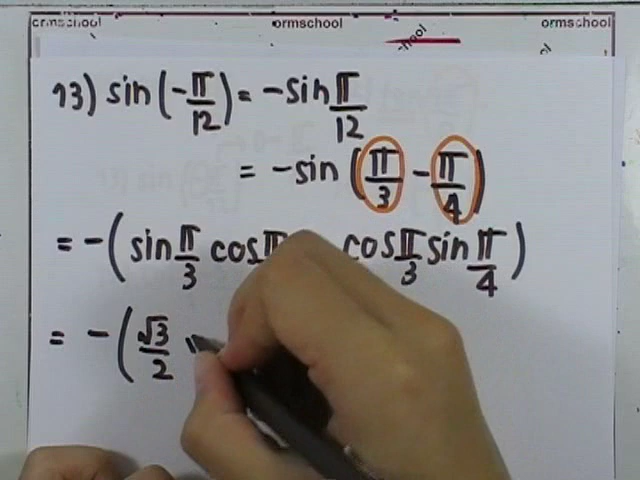 ormschool ormschool ormschool
13) sin(-π/12) = -sin π/12
= -sin (π/3 - π/4)
= -(sin π/3 cos π cos π/3 sin π/4)
= -(√3/2